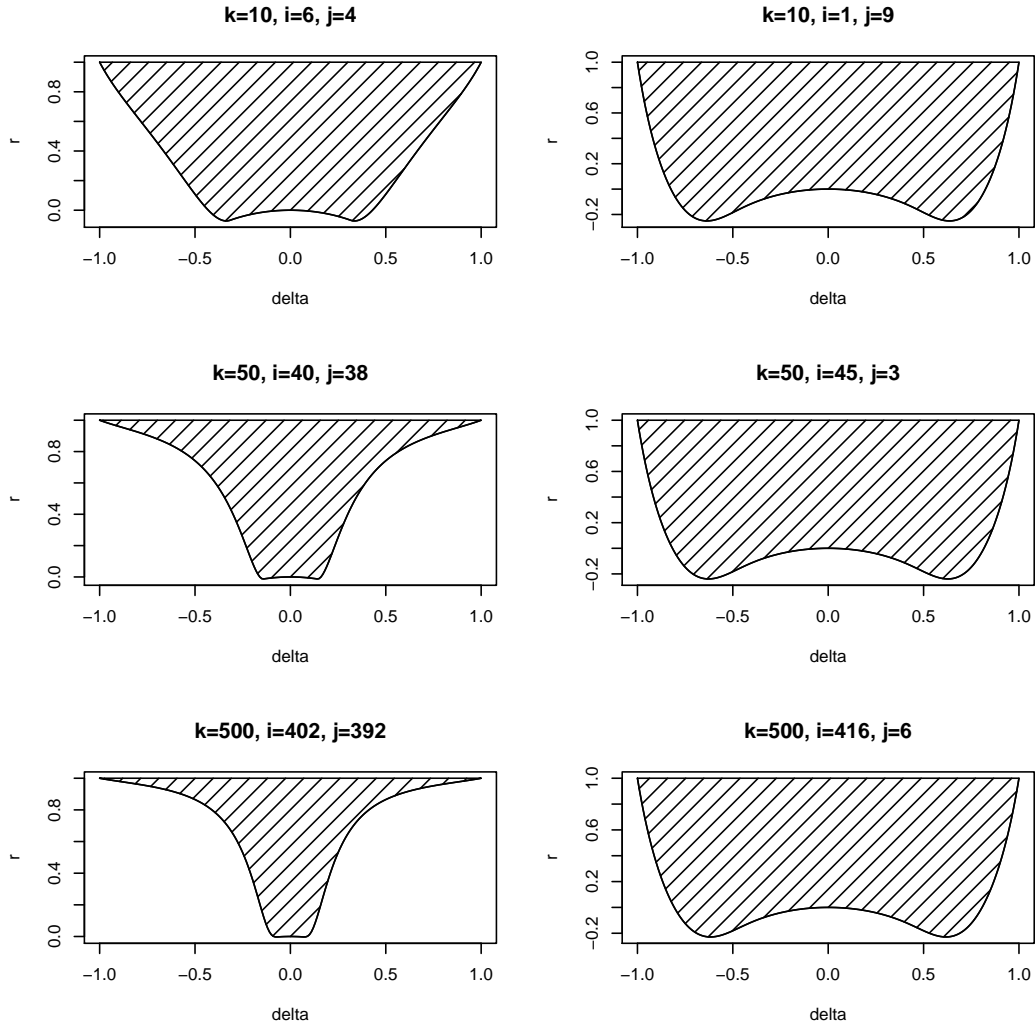 k=10, i=6, j=4
r
0.0 0.4 0.8
−1.0 −0.5 0.0 0.5 1.0
delta
k=10, i=1, j=9
r
−0.2 0.2 0.6 1.0
−1.0 −0.5 0.0 0.5 1.0
delta
k=50, i=40, j=38
r
0.0 0.4 0.8
−1.0 −0.5 0.0 0.5 1.0
delta
k=50, i=45, j=3
r
−0.2 0.2 0.6 1.0
−1.0 −0.5 0.0 0.5 1.0
delta
k=500, i=402, j=392
r
0.0 0.4 0.8
−1.0 −0.5 0.0 0.5 1.0
delta
k=500, i=416, j=6
r
−0.2 0.2 0.6 1.0
−1.0 −0.5 0.0 0.5 1.0
delta